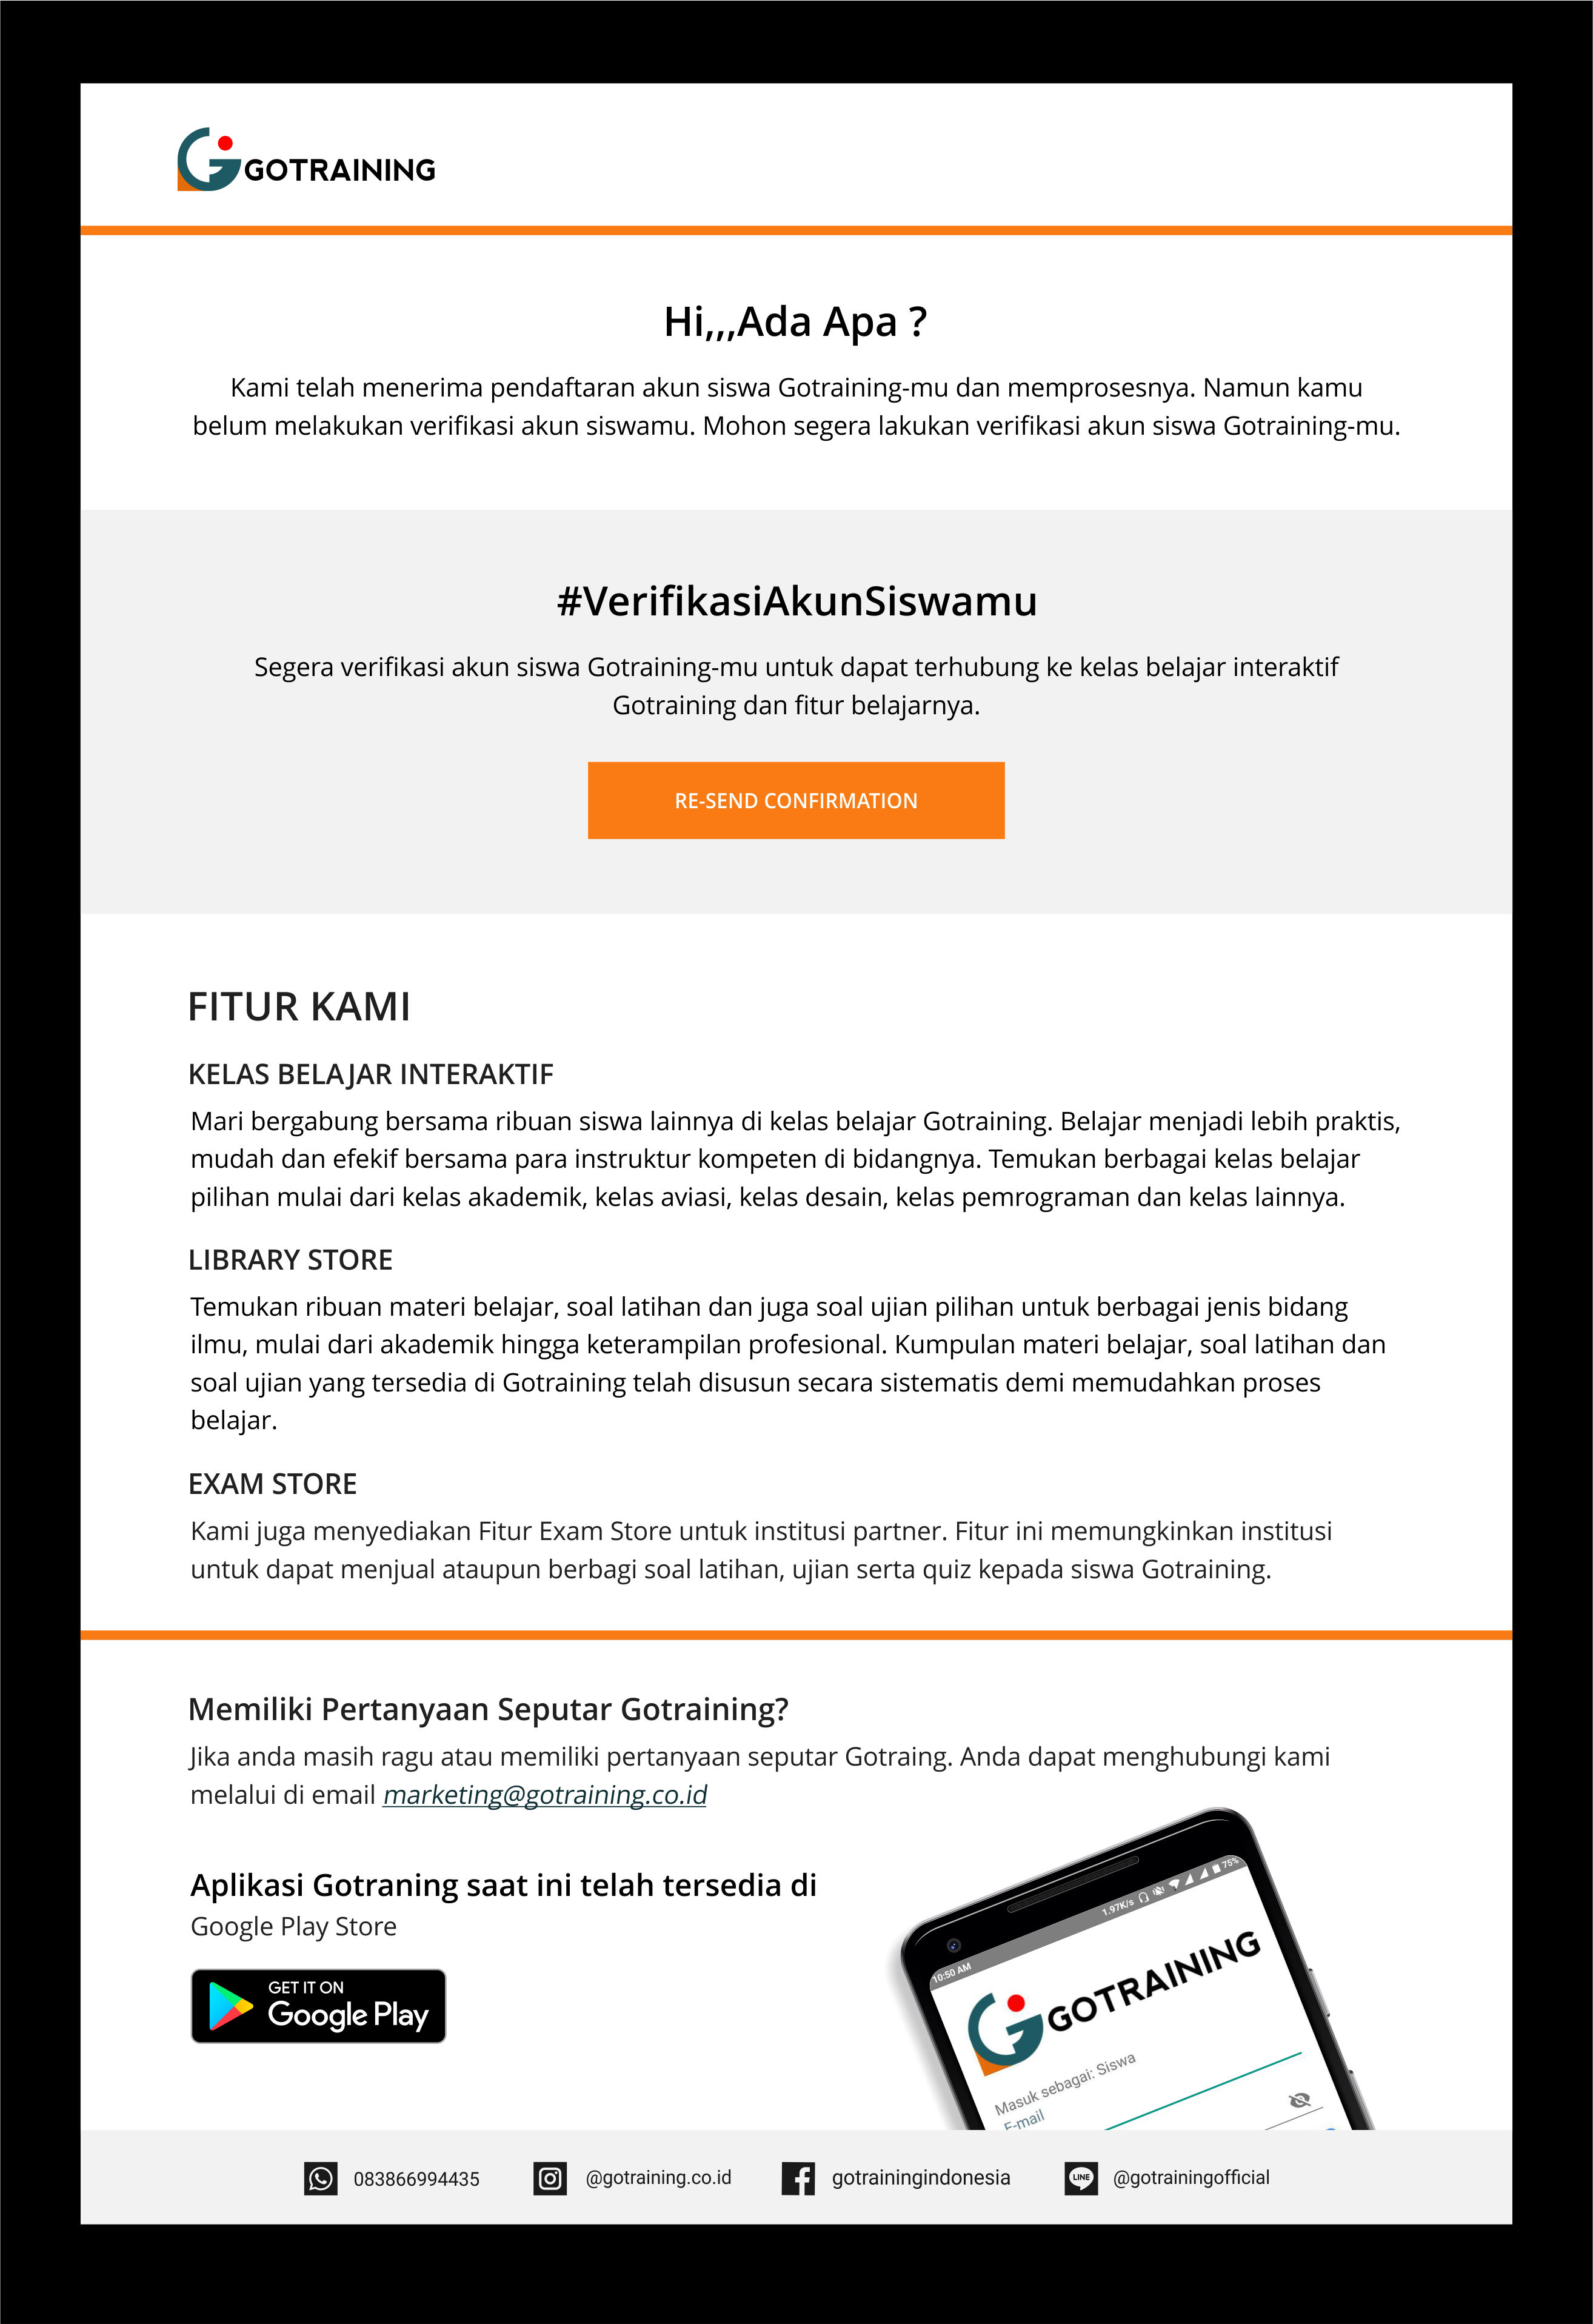 GOTRAINING
Hi,,,Ada Apa ?
Kami telah menerima pendaftaran akun siswa Gotraining-mu dan memprosesnya. Namun kamu
belum melakukan verifikasi akun siswamu. Mohon segera lakukan verifikasi akun siswa Gotraining-mu.
#VerifikasiAkunSiswamu
Segera verifikasi akun siswa Gotraining-mu untuk dapat terhubung ke kelas belajar interaktif
Gotraining dan fitur belajarnya.
RE-SEND CONFIRMATION
FITUR KAMI
KELAS BELAJAR INTERAKTIF
Mari bergabung bersama ribuan siswa lainnya di kelas belajar Gotraining. Belajar menjadi lebih praktis,
mudah dan efekif bersama para instruktur kompeten di bidangnya. Temukan berbagai kelas belajar
pilihan mulai dari kelas akademik, kelas aviasi, kelas desain, kelas pemrograman dan kelas lainnya.
LIBRARY STORE
Temukan ribuan materi belajar, soal latihan dan juga soal ujian pilihan untuk berbagai jenis bidang
ilmu, mulai dari akademik hingga keterampilan profesional. Kumpulan materi belajar, soal latihan dan
soal ujian yang tersedia di Gotraining telah disusun secara sistematis demi memudahkan proses
belajar.
EXAM STORE
Kami juga menyediakan Fitur Exam Store untuk institusi partner. Fitur ini memungkinkan institusi
untuk dapat menjual ataupun berbagi soal latihan, ujian serta quiz kepada siswa Gotraining.
Memiliki Pertanyaan Seputar Gotraining?
Jika anda masih ragu atau memiliki pertanyaan seputar Gotraing. Anda dapat menghubungi kami
melalui di email marketing@gotraining.co.id
Aplikasi Gotraning saat ini telah tersedia di
Google Play Store
GET IT ON
Google Play
10:50 AM 1.97K/s 75%
GOTRAINING
Masuk sebagai: Siswa
E-mail
083866994435 @gotraining.co.id gotrainingindonesia LINE @gotrainingofficial